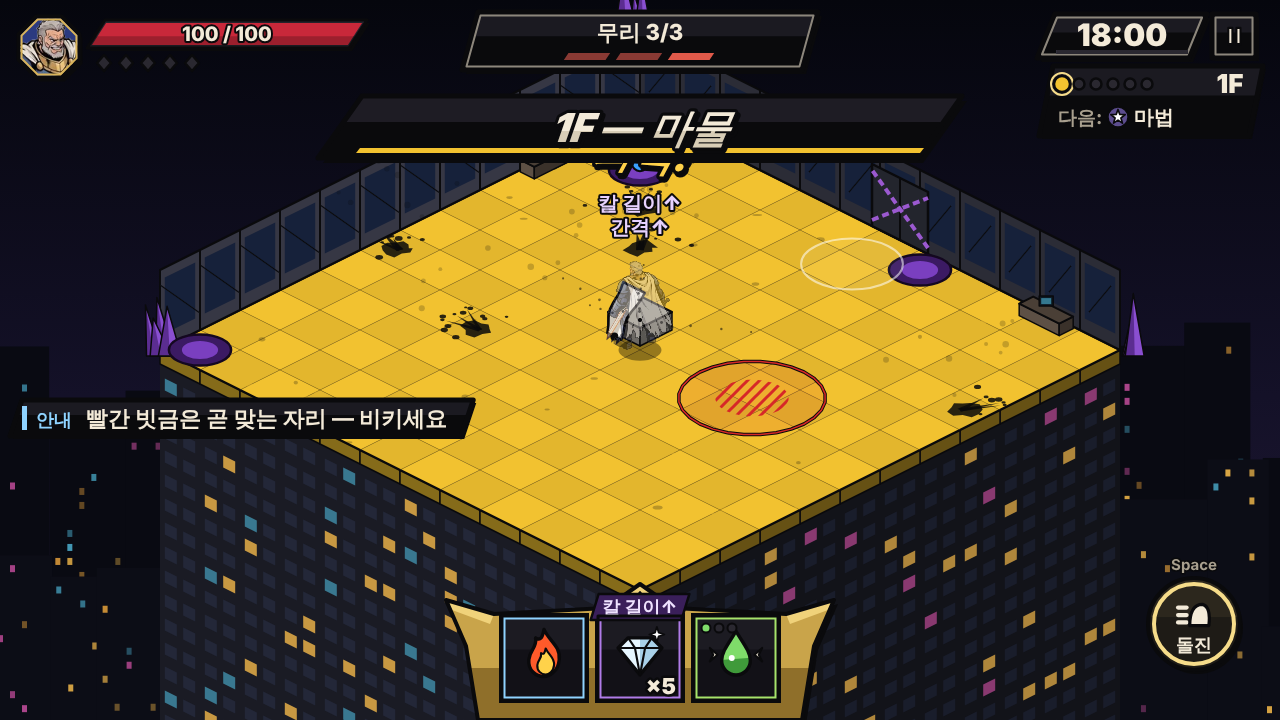 100 / 100
무리 3/3
18:00
1F
다음: 마법
1F — 마물
칼 길이↑
간격↑
안내 빨간 빗금은 곧 맞는 자리 — 비키세요
Space
돌진
칼 길이↑
×5